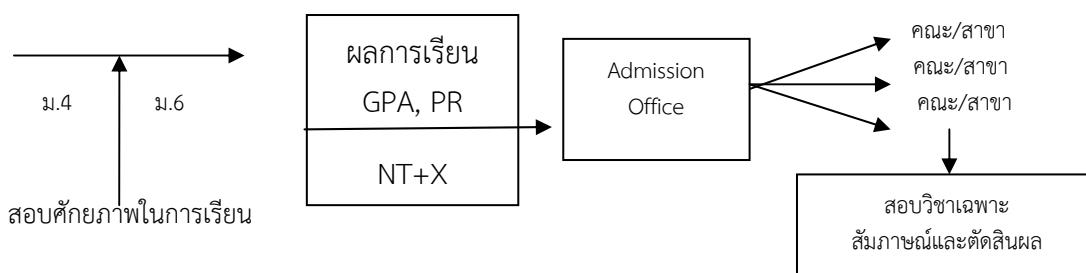 ม.4
ม.6
สอบศักยภาพในการเรียน
ผลการเรียน
GPA, PR
NT+X
Admission
Office
คณะ/สาขา
คณะ/สาขา
คณะ/สาขา
สอบวิชาเฉพาะ
สัมภาษณ์และตัดสินผล